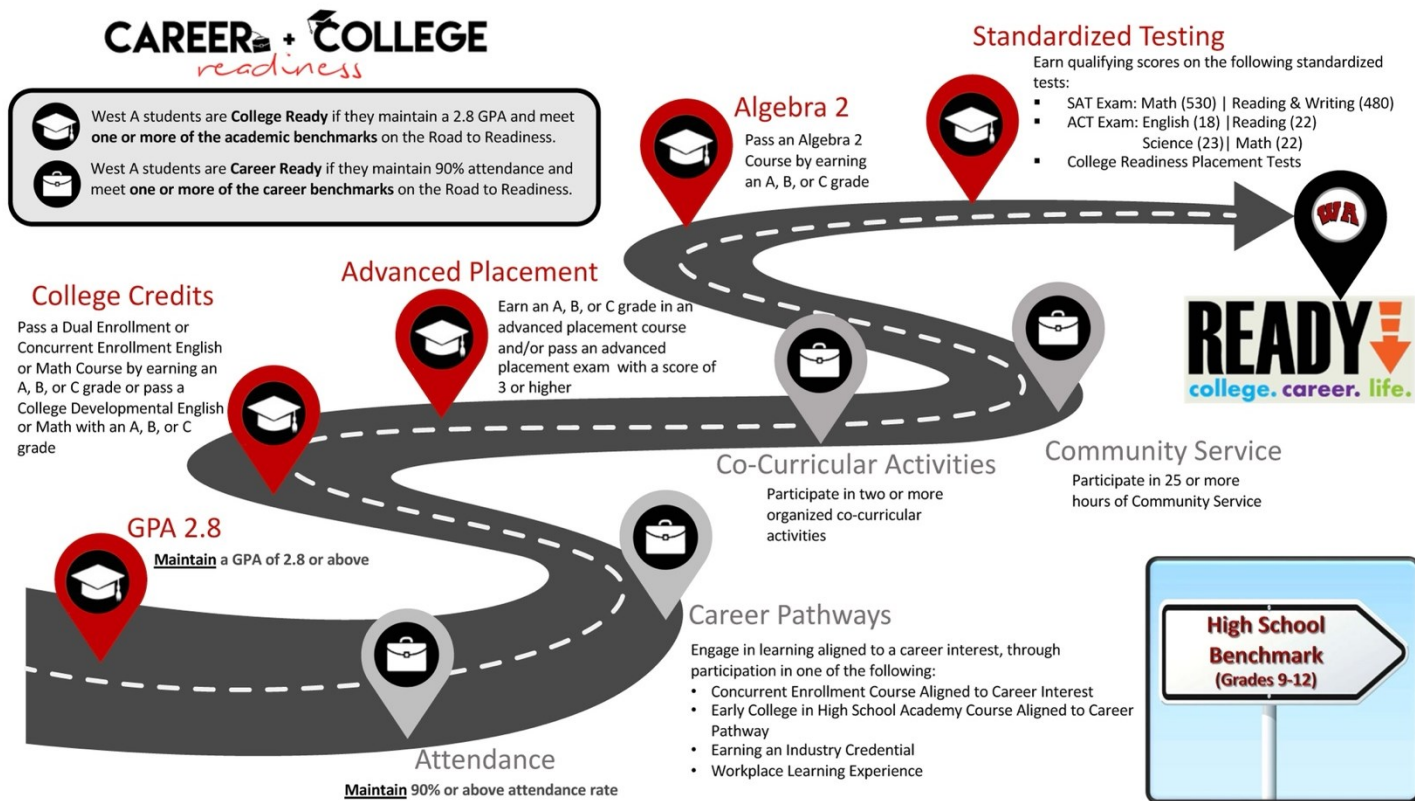 CAREER + COLLEGE
readiness
West A students are College Ready if they maintain a 2.8 GPA and meet
one or more of the academic benchmarks on the Road to Readiness.
West A students are Career Ready if they maintain 90% attendance and
meet one or more of the career benchmarks on the Road to Readiness.
Standardized Testing
Earn qualifying scores on the following standardized
tests:
▪ SAT Exam: Math (530) | Reading & Writing (480)
▪ ACT Exam: English (18) |Reading (22)
Science (23)| Math (22)
▪ College Readiness Placement Tests
Algebra 2
Pass an Algebra 2
Course by earning
an A, B, or C grade
WA
READY
college. career. life.
Advanced Placement
Earn an A, B, or C grade in an
advanced placement course
and/or pass an advanced
placement exam with a score of
3 or higher
College Credits
Pass a Dual Enrollment or
Concurrent Enrollment English
or Math Course by earning an
A, B, or C grade or pass a
College Developmental English
or Math with an A, B, or C
grade
Co-Curricular Activities
Participate in two or more
organized co-curricular
activities
Community Service
Participate in 25 or more
hours of Community Service
GPA 2.8
Maintain a GPA of 2.8 or above
Career Pathways
Engage in learning aligned to a career interest, through
participation in one of the following:
• Concurrent Enrollment Course Aligned to Career Interest
• Early College in High School Academy Course Aligned to Career
Pathway
• Earning an Industry Credential
• Workplace Learning Experience
Attendance
Maintain 90% or above attendance rate
High School
Benchmark
(Grades 9-12)